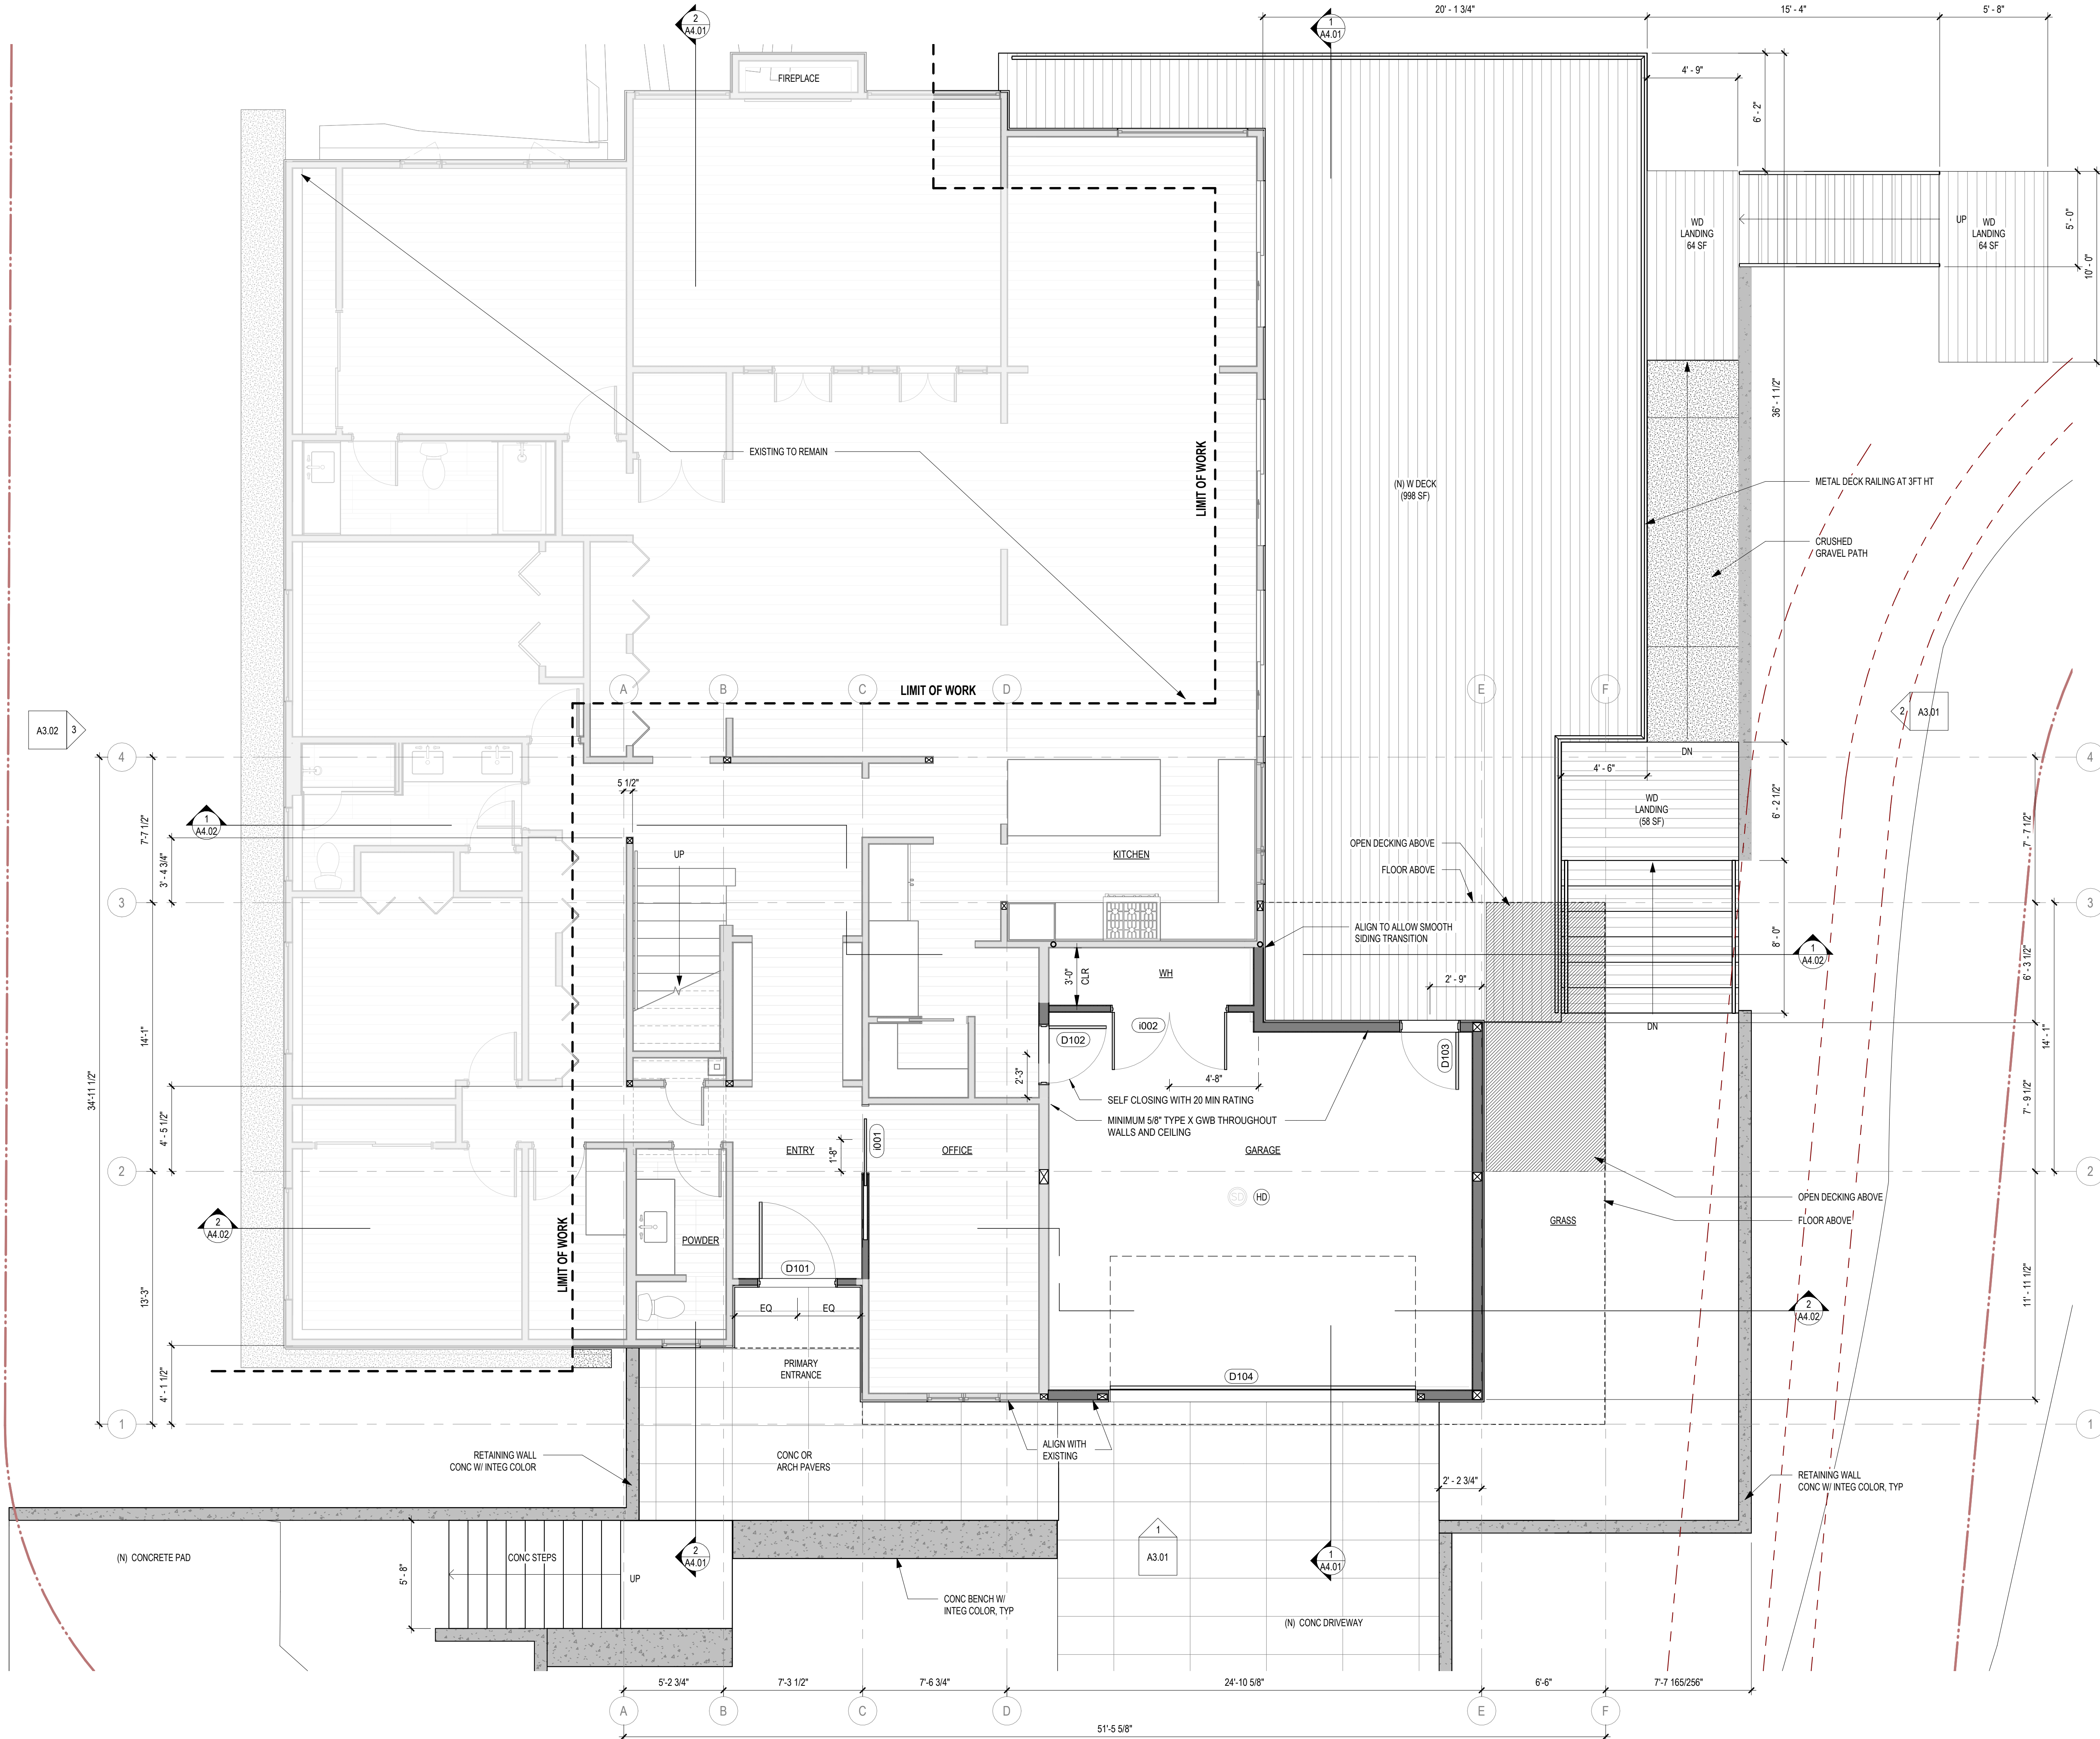 20' - 1 3/4"
15' - 4"
5' - 8"
2
A4.01
1
A4.01
FIREPLACE
4' - 9"
6' - 2"
WD
LANDING
64 SF
UP
WD
LANDING
64 SF
5' - 0"
10' - 0"
36' - 1 1/2"
EXISTING TO REMAIN
LIMIT OF WORK
(N) W DECK
(998 SF)
METAL DECK RAILING AT 3FT HT
CRUSHED
GRAVEL PATH
LIMIT OF WORK
A
B
C
D
E
F
A3.02
3
2
A3.01
4
4
DN
5 1/2"
4' - 6"
WD
LANDING
(58 SF)
6' - 2 1/2"
7'-7 1/2"
7' - 7 1/2"
1
A4.02
3' - 4 3/4"
UP
KITCHEN
OPEN DECKING ABOVE
FLOOR ABOVE
3
3
ALIGN TO ALLOW SMOOTH
SIDING TRANSITION
8' - 0"
1
A4.02
6' - 3 1/2"
3'-0"
CLR
WH
2' - 9"
14'-1"
34'-11 1/2"
i002
D102
D103
DN
14' - 1"
2'-3"
4'-8"
7' - 9 1/2"
SELF CLOSING WITH 20 MIN RATING
MINIMUM 5/8" TYPE X GWB THROUGHOUT
WALLS AND CEILING
4' - 5 1/2"
i001
1'-8"
ENTRY
OFFICE
GARAGE
2
2
SD
HD
OPEN DECKING ABOVE
FLOOR ABOVE
GRASS
2
A4.02
LIMIT OF WORK
POWDER
D101
13'-3"
11' - 11 1/2"
EQ
EQ
2
A4.02
4' - 1 1/2"
PRIMARY
ENTRANCE
D104
1
1
RETAINING WALL
CONC W/ INTEG COLOR
CONC OR
ARCH PAVERS
ALIGN WITH
EXISTING
2' - 2 3/4"
RETAINING WALL
CONC W/ INTEG COLOR, TYP
(N) CONCRETE PAD
5' - 8"
CONC STEPS
UP
2
A4.01
1
A3.01
1
A4.01
CONC BENCH W/
INTEG COLOR, TYP
(N) CONC DRIVEWAY
5'-2 3/4"
7'-3 1/2"
7'-6 3/4"
24'-10 5/8"
6'-6"
7'-7 165/256"
A
B
C
D
E
F
51'-5 5/8"